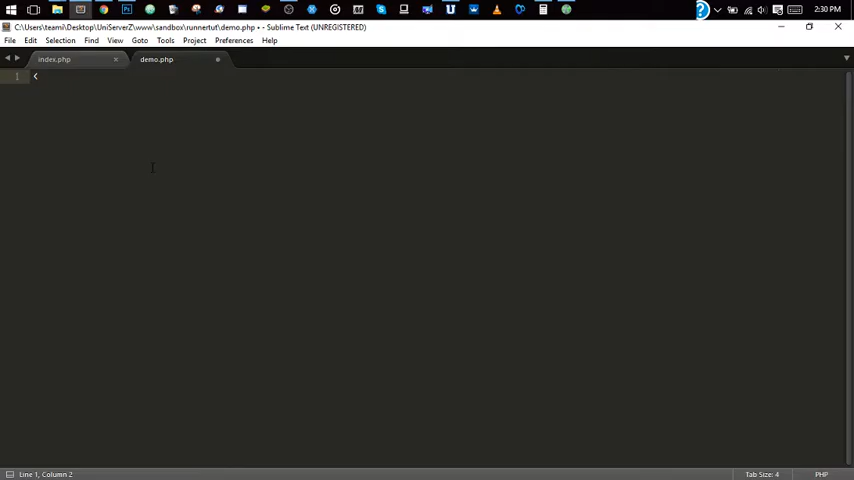 2:30 PM
C:\Users\teami\Desktop\UniServerZ\www\sandbox\runnertut\demo.php • - Sublime Text (UNREGISTERED)
File Edit Selection Find View Goto Tools Project Preferences Help
index.php demo.php
1 <
Line 1, Column 2 Tab Size: 4 PHP